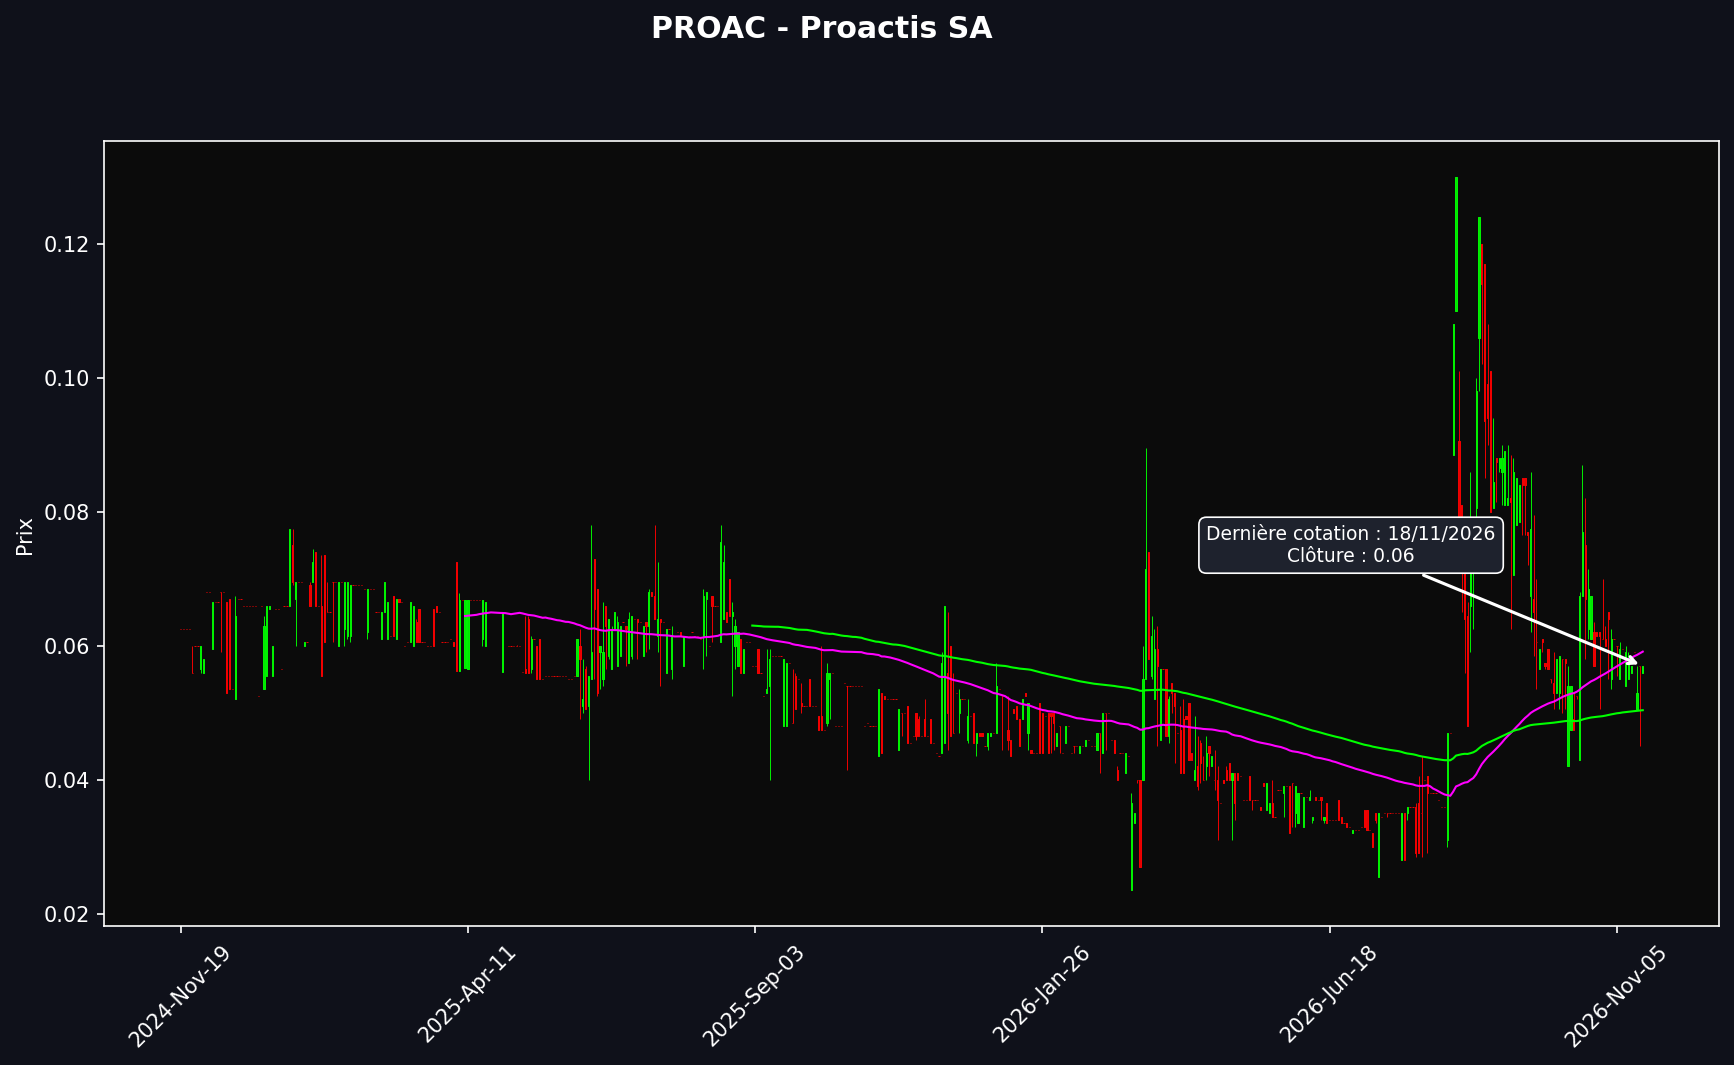 PROAC - Proactis SA
Prix
0.12
0.10
0.08
0.06
0.04
0.02
Dernière cotation : 18/11/2026
Clôture : 0.06
2024-Nov-19
2025-Apr-11
2025-Sep-03
2026-Jan-26
2026-Jun-18
2026-Nov-05